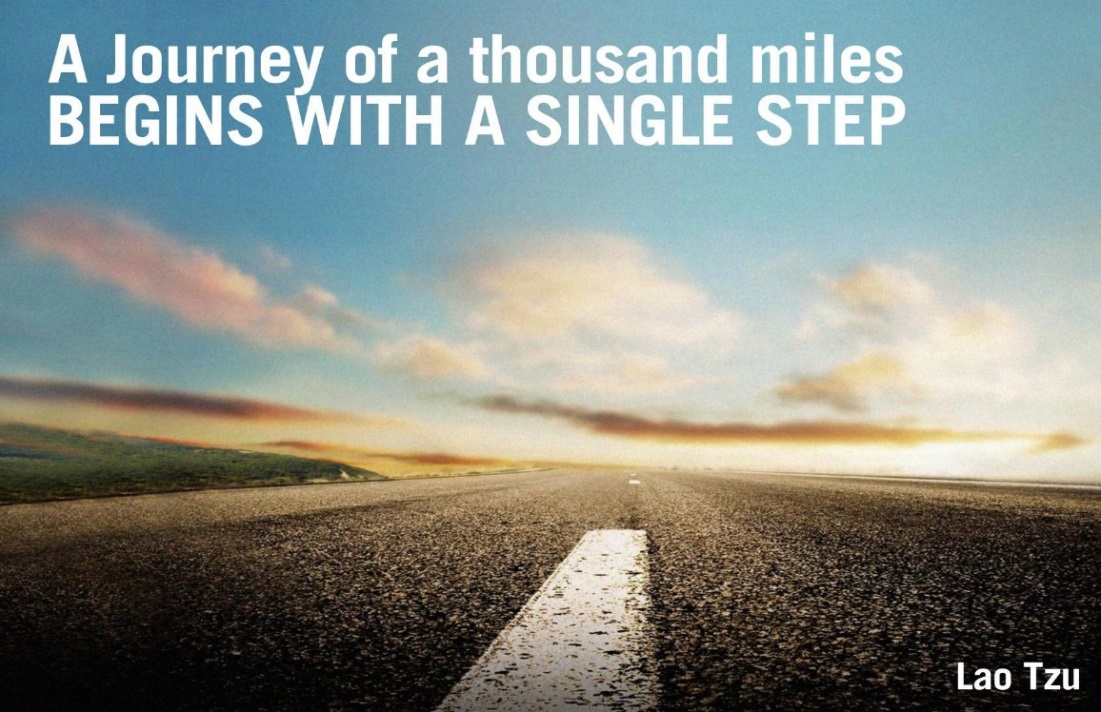 A Journey of a thousand miles
BEGINS WITH A SINGLE STEP
Lao Tzu